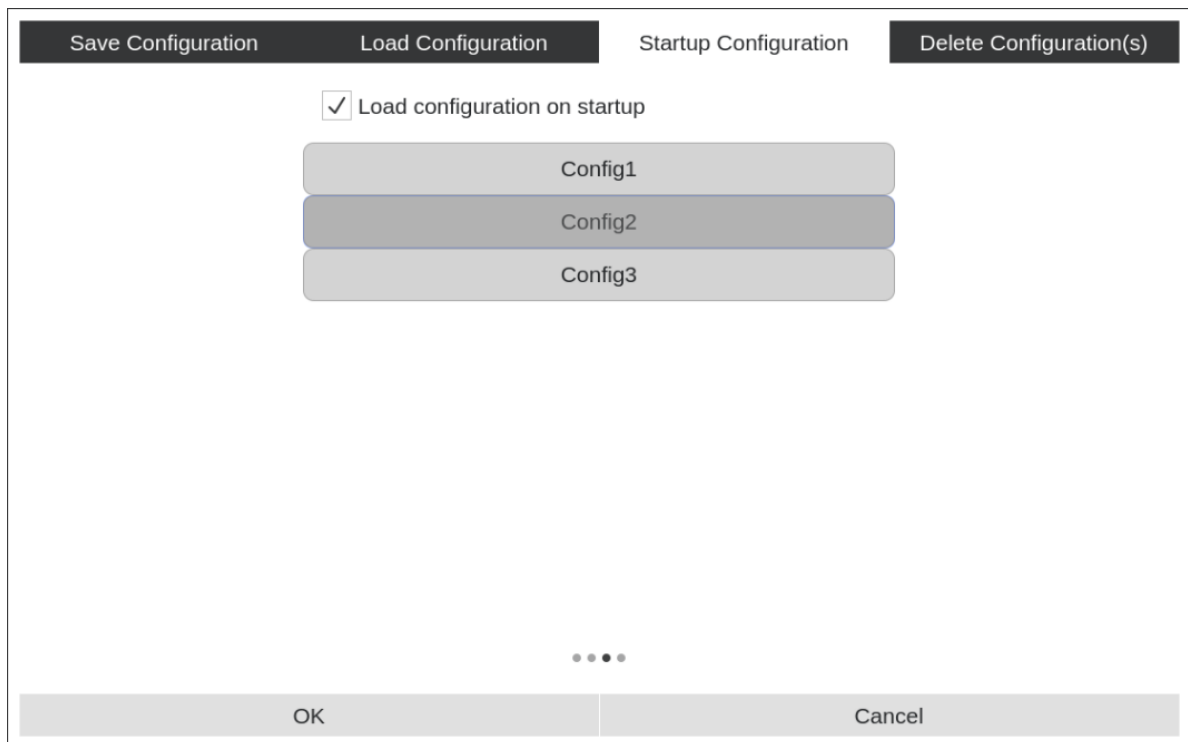 Save Configuration Load Configuration Startup Configuration Delete Configuration(s)
Load configuration on startup
Config1
Config2
Config3
OK Cancel